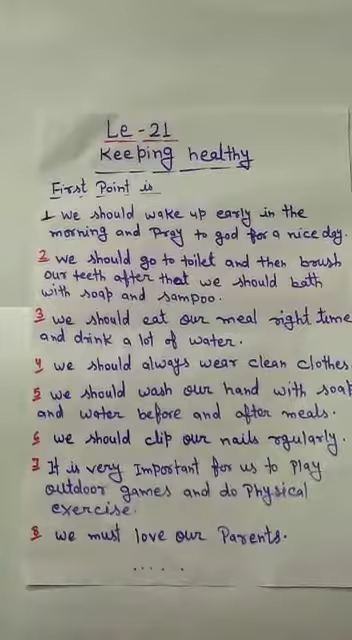 Le - 21
Keeping healthy
First Point is
1 we should wake up early in the
morning and Pray to god for a nice day.
2 we should go to toilet and then brush
our teeth after that we should bath
with soap and sampoo.
3 we should eat our meal right time
and drink a lot of water.
4 we should always wear clean clothes.
5 we should wash our hand with soap
and water before and after meals.
6 we should clip our nails rgularly.
7 It is very Important for us to Play
outdoor games and do Physical
exercise.
8 we must love our Parents.
.....